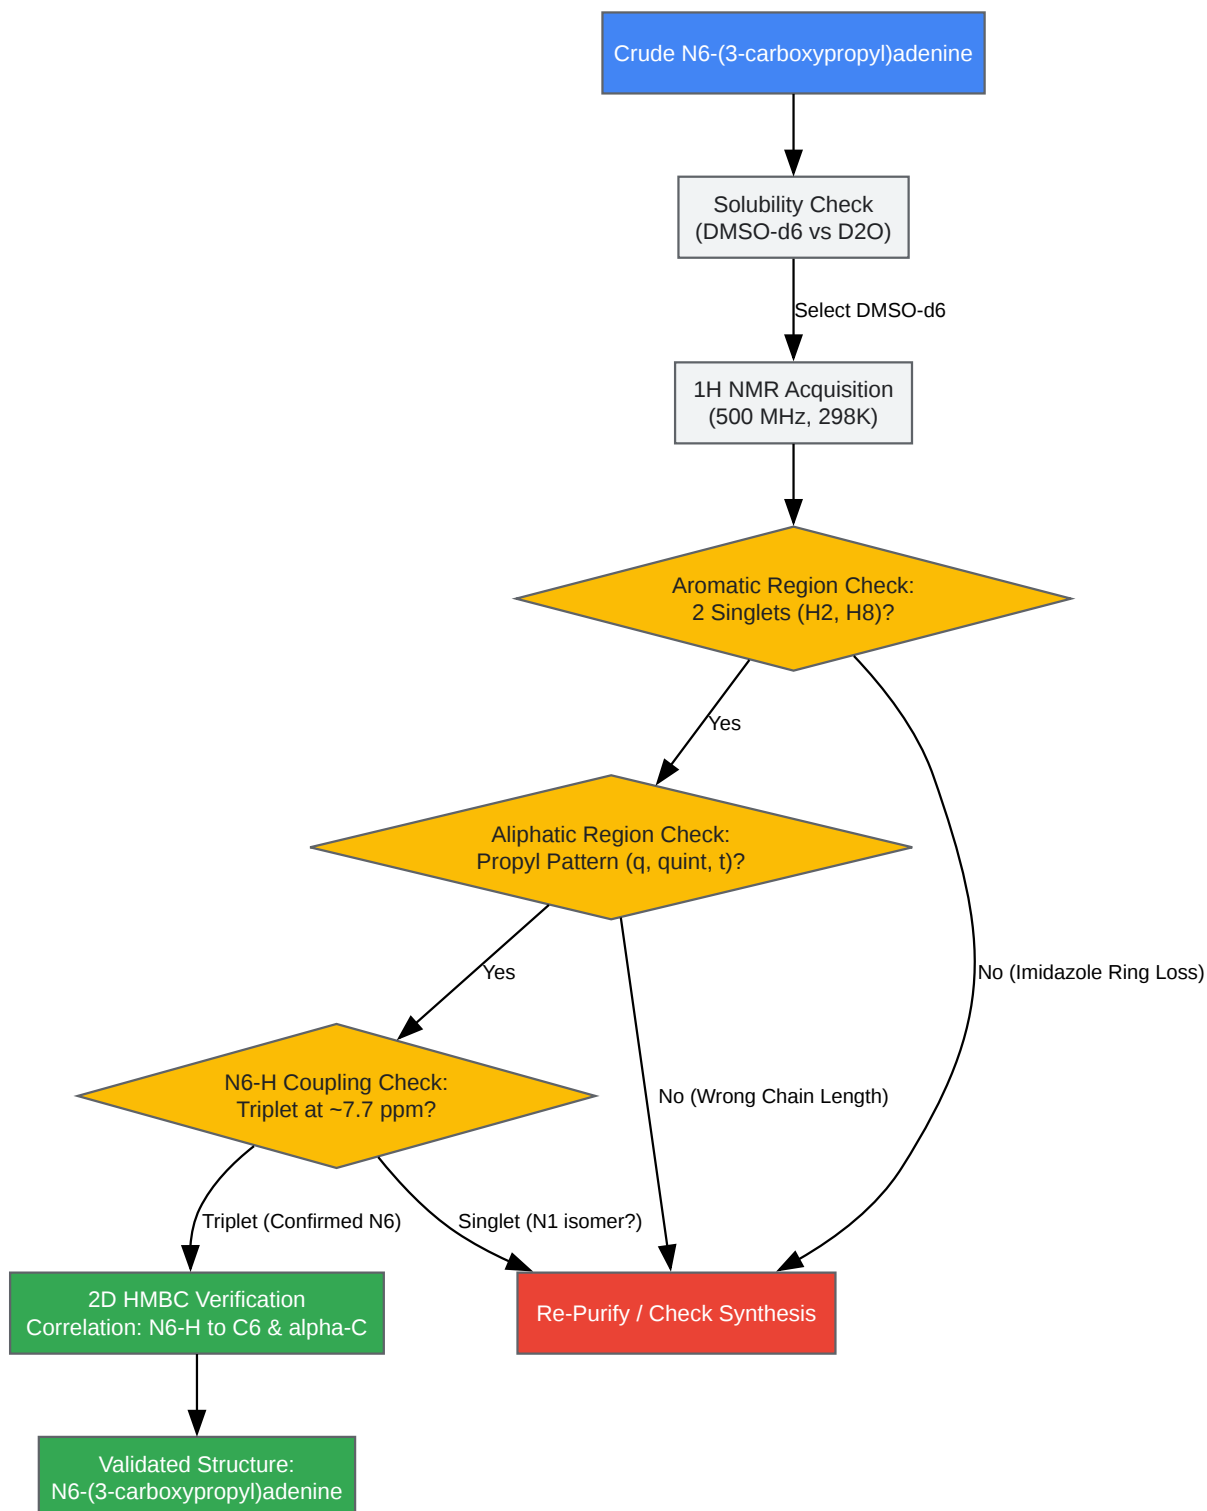 Crude N6-(3-carboxypropyl)adenine
Solubility Check
(DMSO-d6 vs D2O)
Select DMSO-d6
1H NMR Acquisition
(500 MHz, 298K)
Aromatic Region Check:
2 Singlets (H2, H8)?
Yes
Aliphatic Region Check:
Propyl Pattern (q, quint, t)?
Yes
No (Imidazole Ring Loss)
N6-H Coupling Check:
Triplet at ~7.7 ppm?
No (Wrong Chain Length)
Triplet (Confirmed N6)
Singlet (N1 isomer?)
2D HMBC Verification
Correlation: N6-H to C6 & alpha-C
Re-Purify / Check Synthesis
Validated Structure:
N6-(3-carboxypropyl)adenine